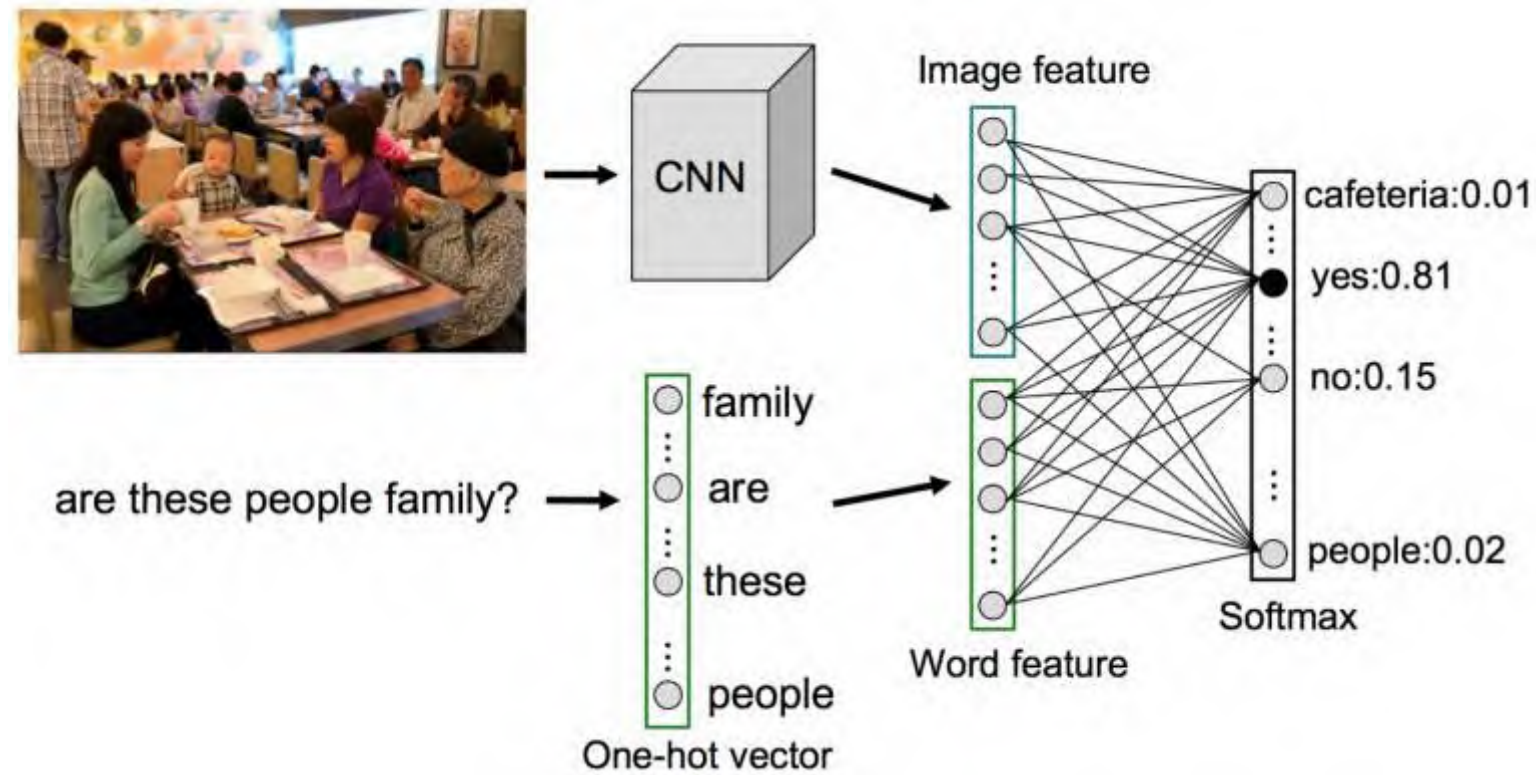 CNN
Image feature
cafeteria:0.01
yes:0.81
no:0.15
people:0.02
Softmax
are these people family?
family
are
these
people
One-hot vector
Word feature